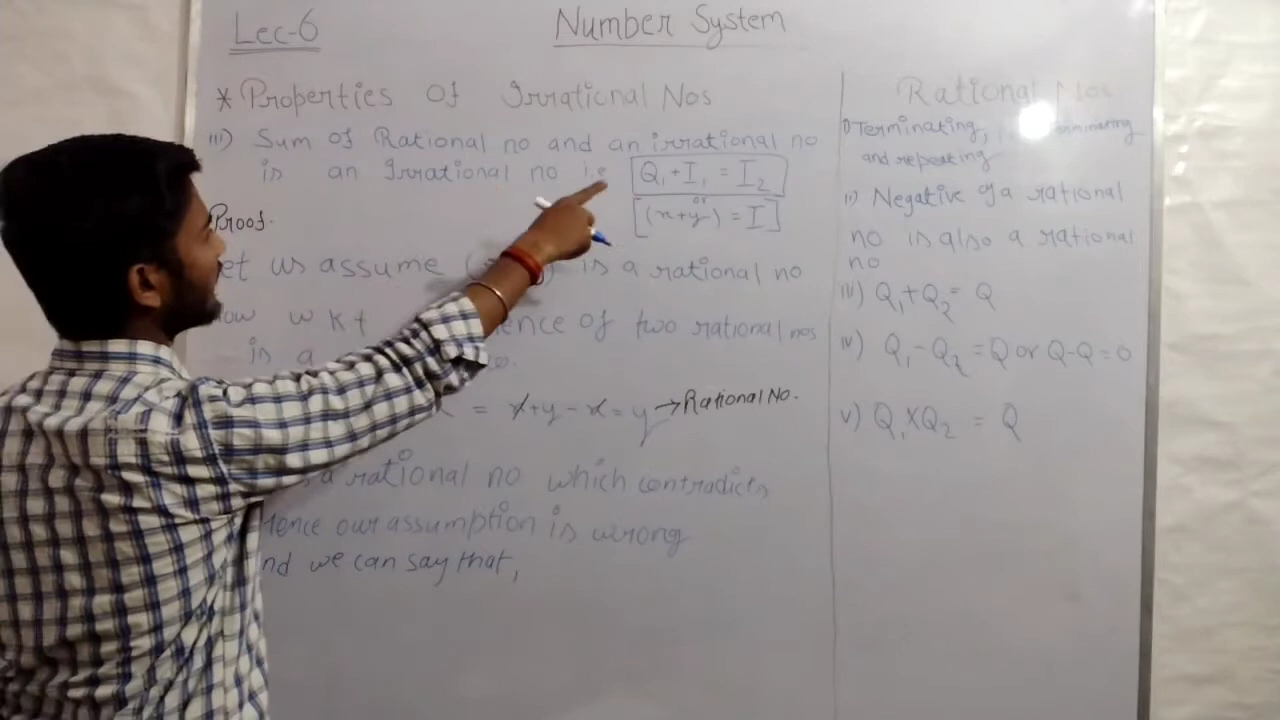 Lec-6
Number System
* Properties Of Irrational Nos
iii) Sum of Rational no and an irrational no
is an Irrational no i.e
Q₁ + I₁ = I₂
or
[(x+y) = I]
Proof.
et us assume ( is a rational no
ow w k t ence of two rational nos
is a
= x+y-x = y → Rational No.
a rational no which contradicts
Hence our assumption is wrong
nd we can say that,
Rational Nos
i) Terminating, minating
and repeating
ii) Negative of a rational
no is also a rational
no
iii) Q₁+Q₂ = Q
iv) Q₁ - Q₂ = Q or Q-Q=0
v) Q₁ X Q₂ = Q